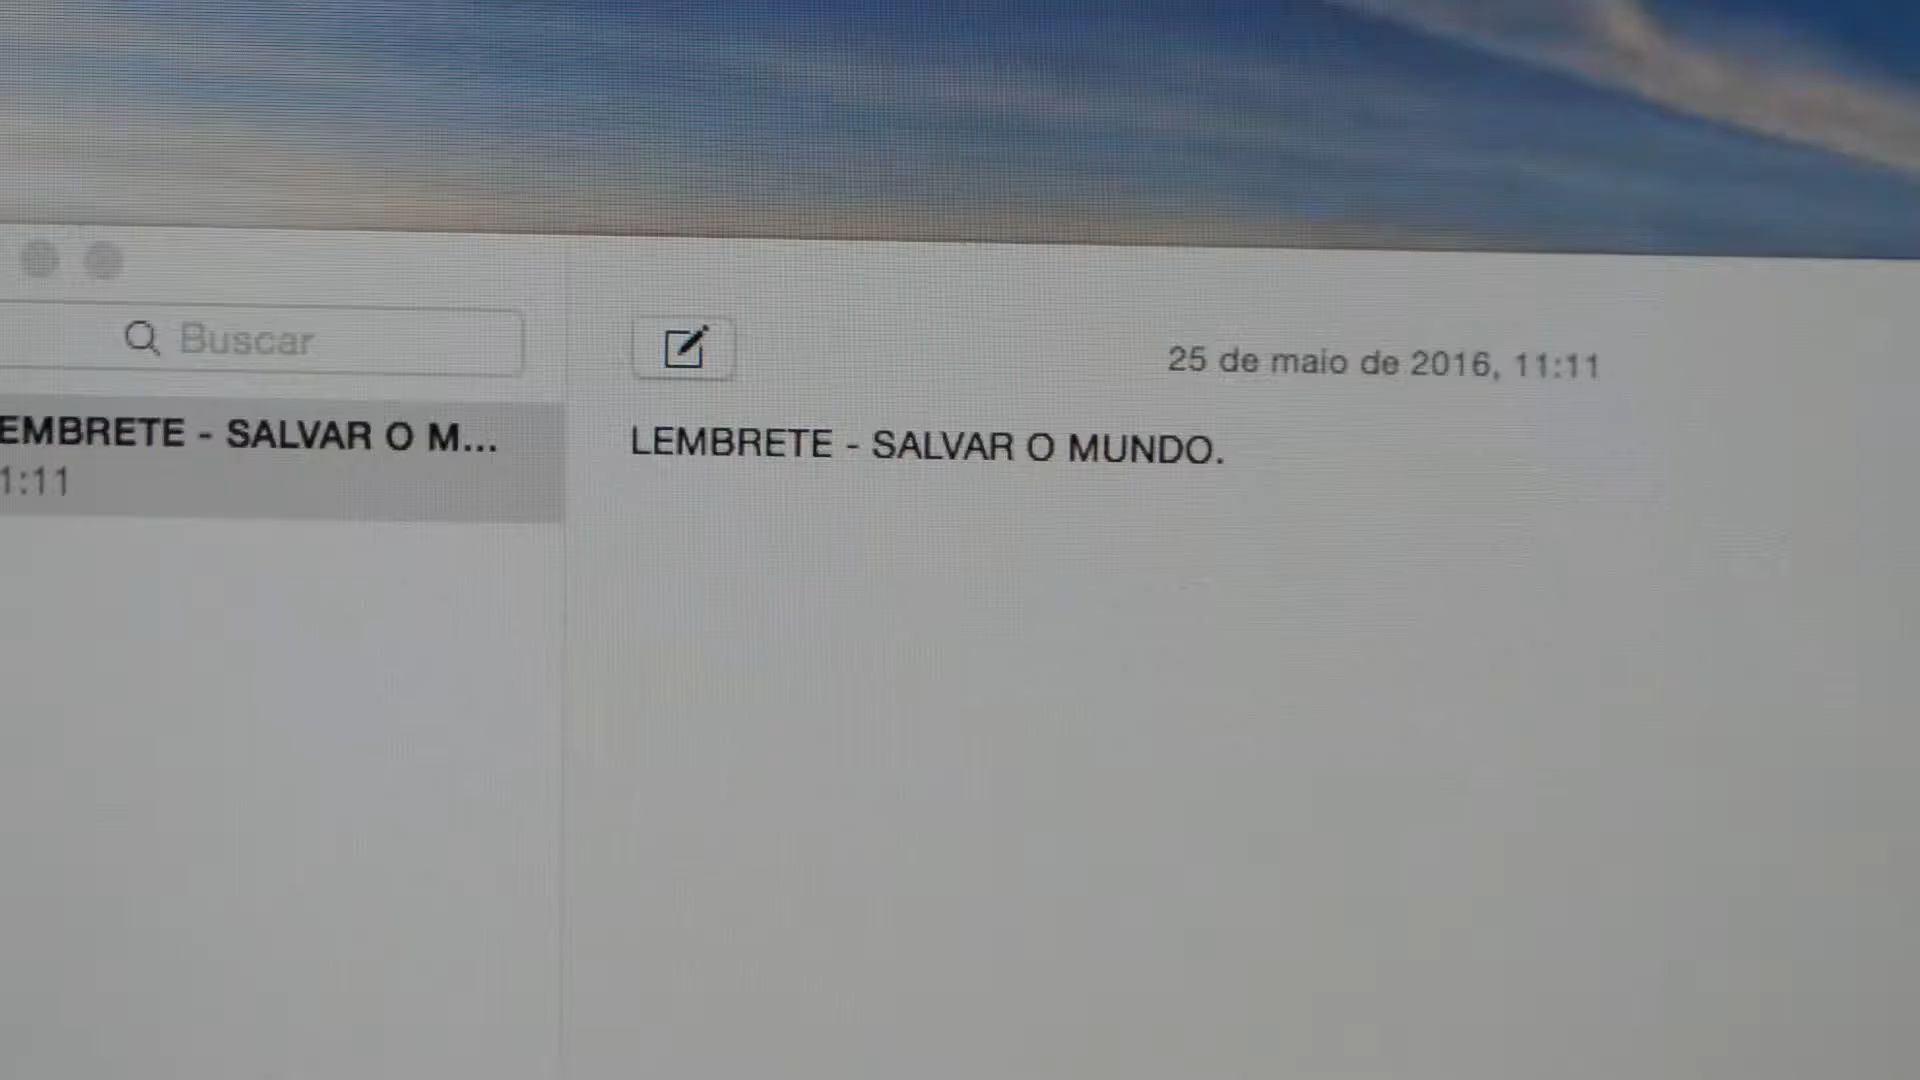 Buscar
EMBRETE - SALVAR O M...
1:11
25 de maio de 2016, 11:11
LEMBRETE - SALVAR O MUNDO.